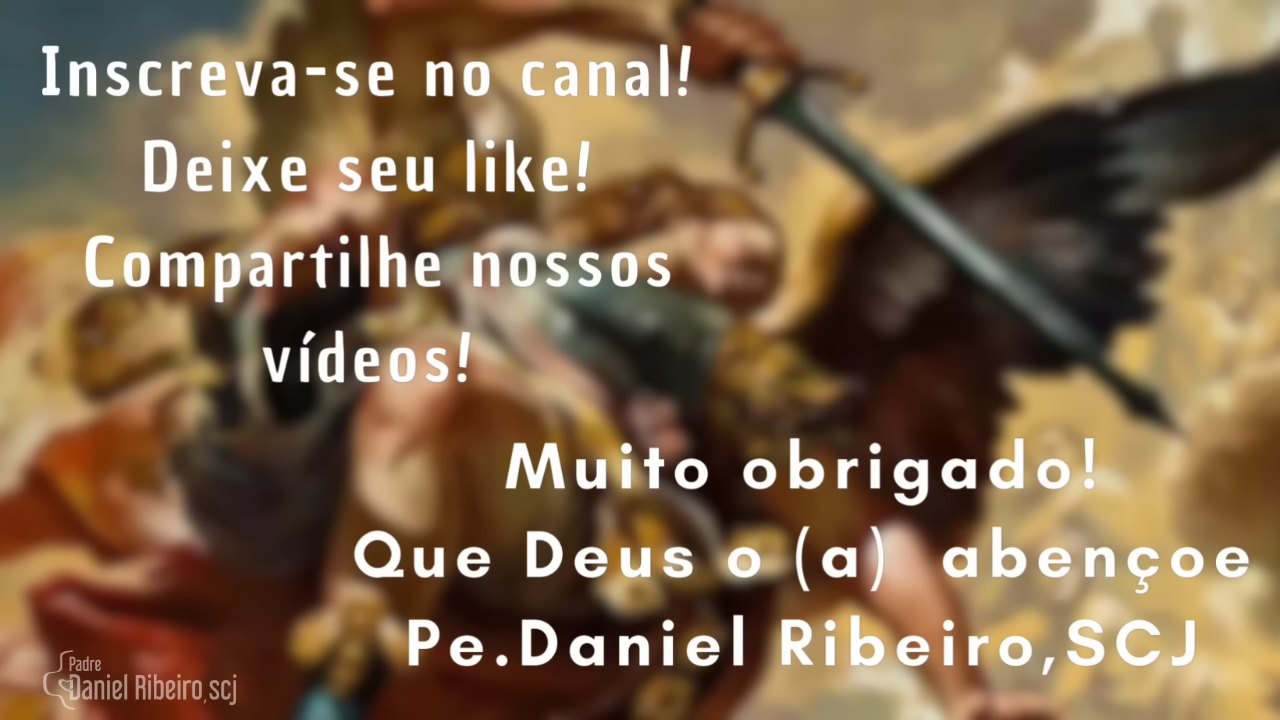 Inscreva-se no canal!
Deixe seu like!
Compartilhe nossos
vídeos!
Muito obrigado!
Que Deus o (a) abençoe
Pe.Daniel Ribeiro,SCJ
Padre
Daniel Ribeiro,scj